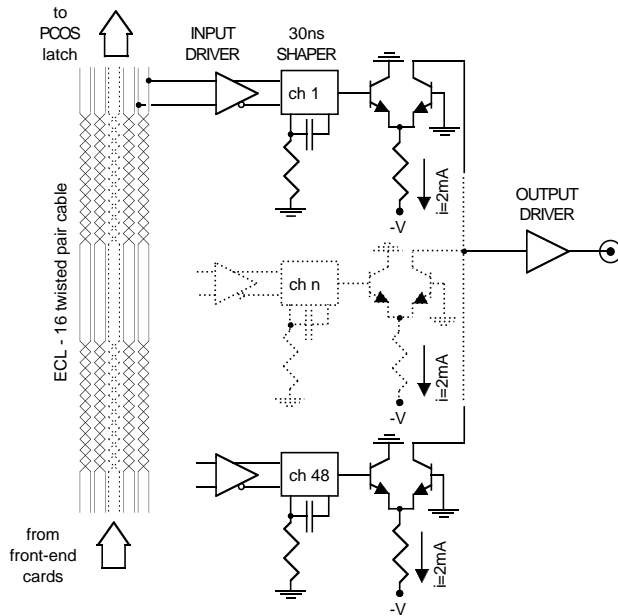 to
PCOS
latch
INPUT
DRIVER
30ns
SHAPER
ch 1
i=2mA
-V
OUTPUT
DRIVER
ECL - 16 twisted pair cable
ch n
i=2mA
-V
ch 48
i=2mA
-V
from
front-end
cards